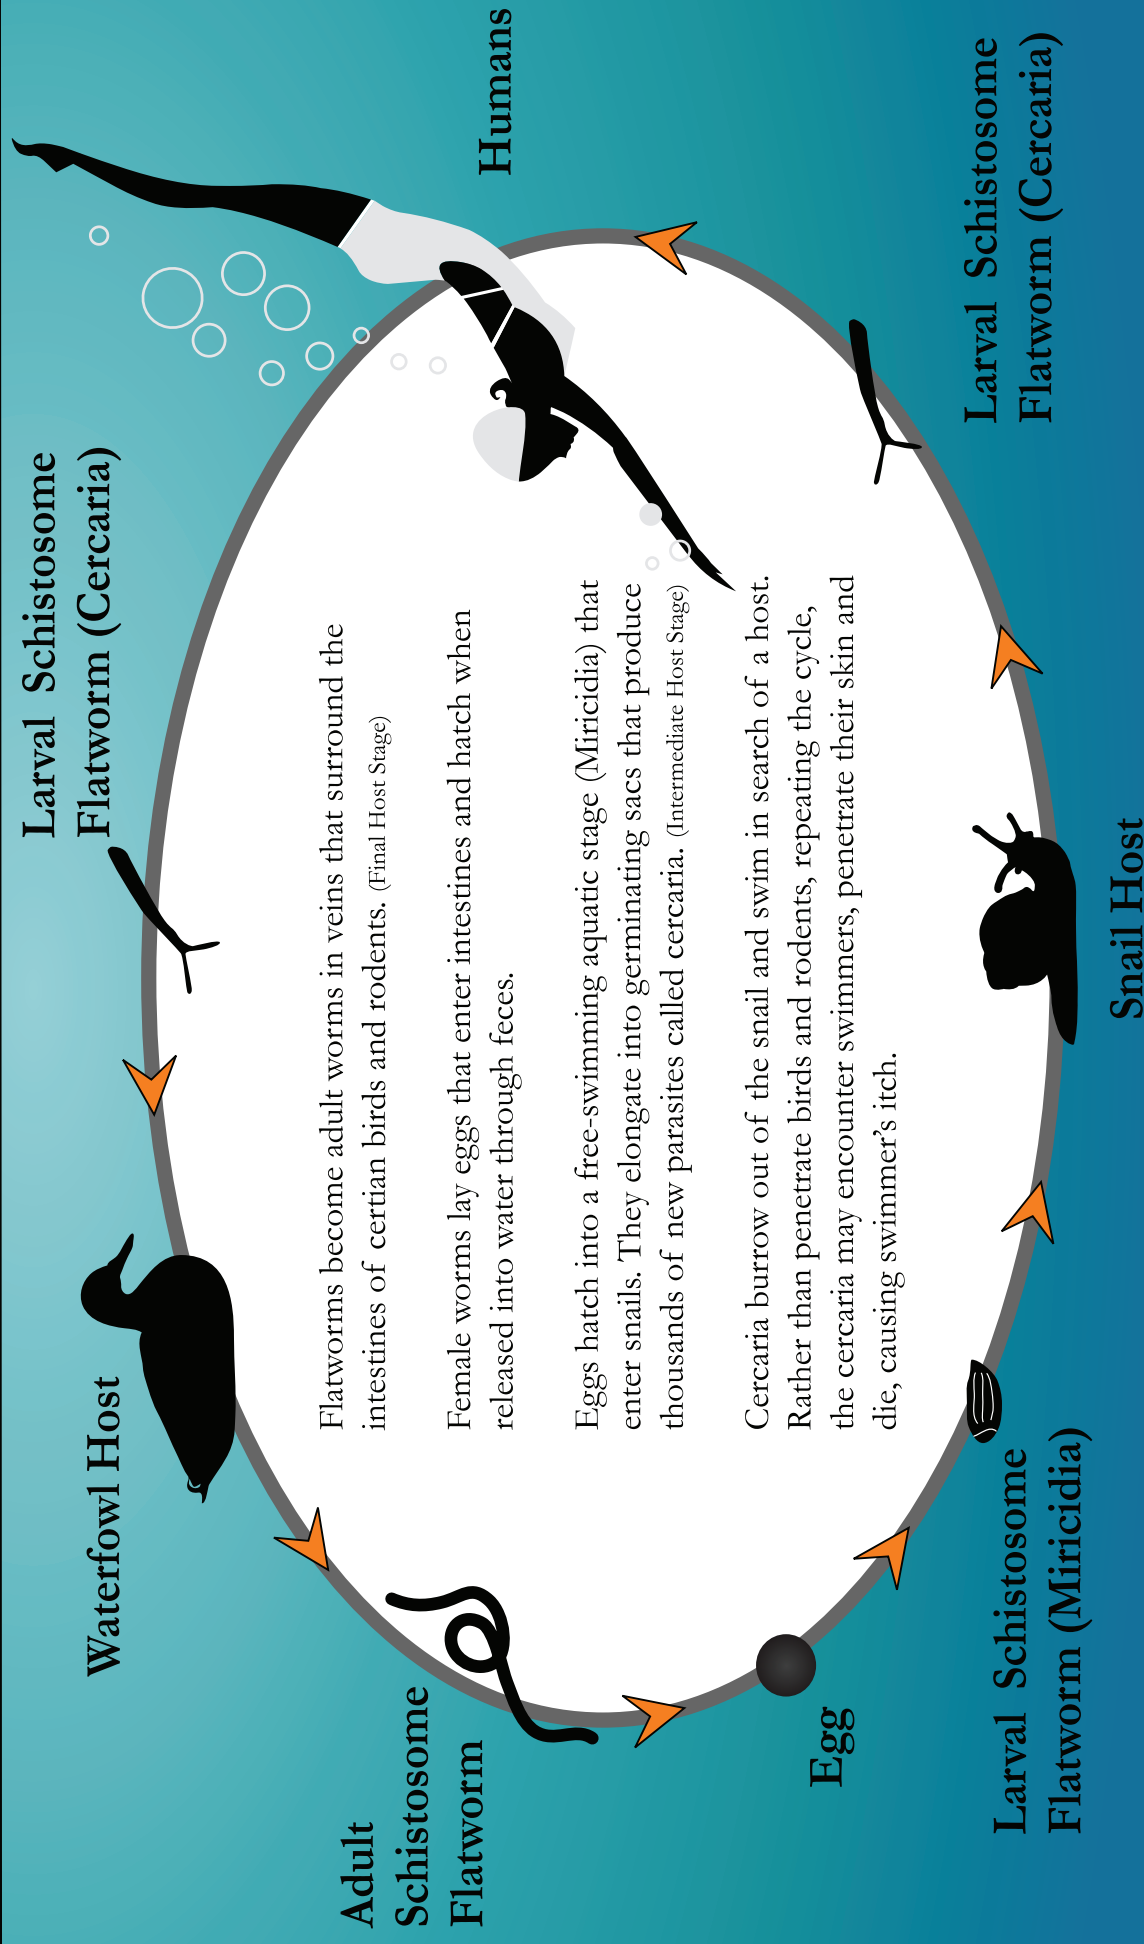 Larval Schistosome
Flatworm (Cercaria)
Waterfowl Host
Humans
Adult
Schistosome
Flatworm
Flatworms become adult worms in veins that surround the
intestines of certian birds and rodents. (Final Host Stage)
Female worms lay eggs that enter intestines and hatch when
released into water through feces.
Eggs hatch into a free-swimming aquatic stage (Miricidia) that
enter snails. They elongate into germinating sacs that produce
thousands of new parasites called cercaria. (Intermediate Host Stage)
Cercaria burrow out of the snail and swim in search of a host.
Rather than penetrate birds and rodents, repeating the cycle,
the cercaria may encounter swimmers, penetrate their skin and
die, causing swimmer’s itch.
Egg
Larval Schistosome
Flatworm (Miricidia)
Larval Schistosome
Flatworm (Cercaria)
Snail Host